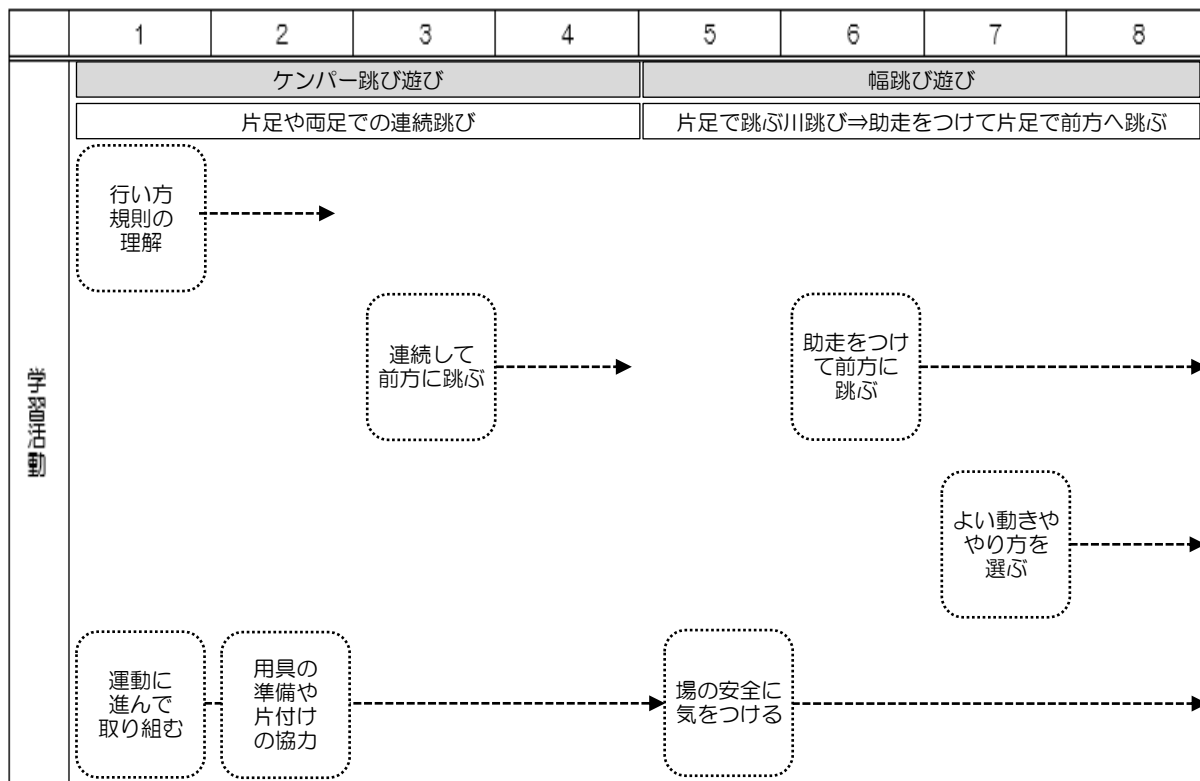 1 2 3 4 5 6 7 8
学習活動
ケンパー跳び遊び
幅跳び遊び
片足や両足での連続跳び
片足で跳ぶ川跳び⇒助走をつけて片足で前方へ跳ぶ
行い方
規則の
理解
連続して
前方に跳ぶ
助走をつけ
て前方に
跳ぶ
よい動きや
やり方を
選ぶ
運動に
進んで
取り組む
用具の
準備や
片付け
の協力
場の安全に
気をつける